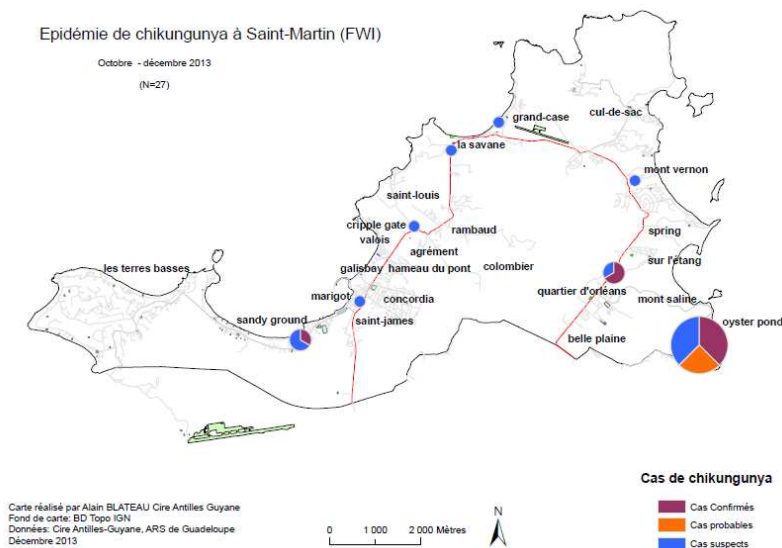 Epidémie de chikungunya à Saint-Martin (FWI)
Octobre - décembre 2013
(N=27)
grand-case
cul-de-sac
la savane
mont vernon
saint-louis
cripple gate
rambaud
spring
valois
agrément
sur l'étang
les terres basses
galisbay
hameau du pont
colombier
quartier d'orléans
marigot
concordia
mont saline
sandy ground
saint-james
oyster pond
belle plaine
Cas de chikungunya
Cas Confirmés
Cas probables
Cas suspects
Carte réalisé par Alain BLATEAU Cire Antilles Guyane
Fond de carte: BD Topo IGN
Données: Cire Antilles-Guyane, ARS de Guadeloupe
Décembre 2013
0 1 000 2 000 Mètres
N